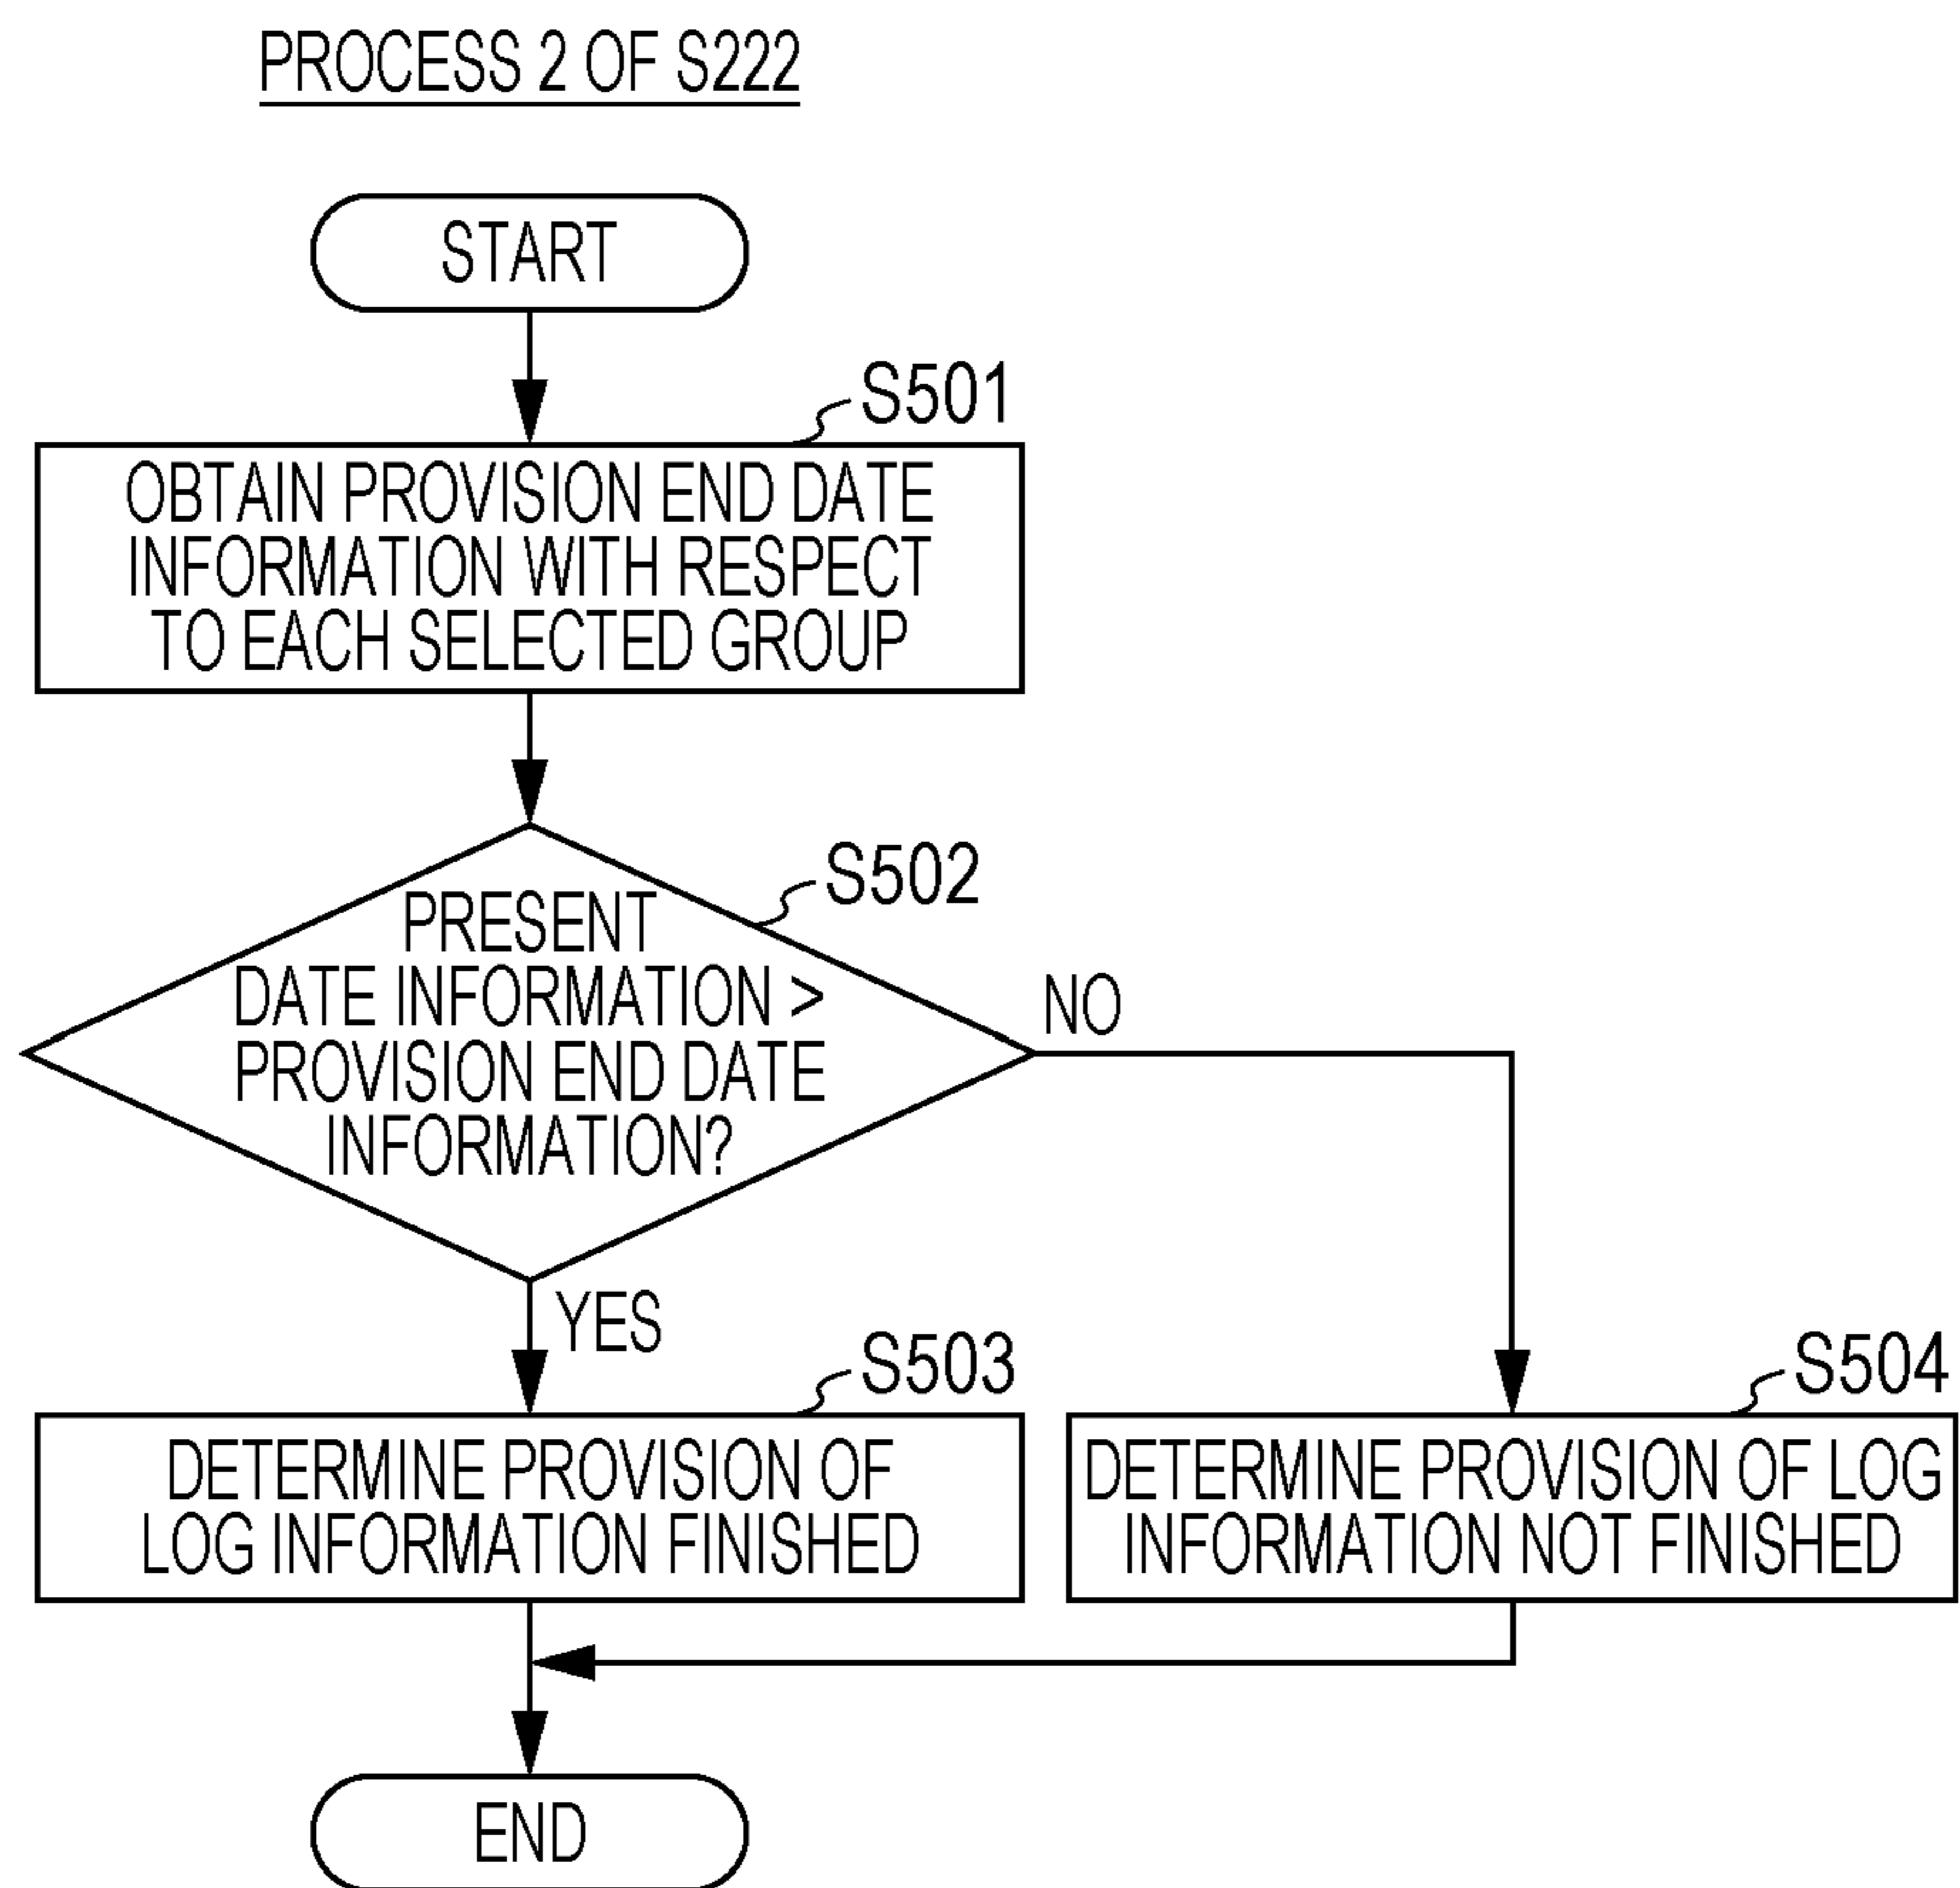 PROCESS 2 OF S222
START
S501
OBTAIN PROVISION END DATE
INFORMATION WITH RESPECT
TO EACH SELECTED GROUP
S502
PRESENT
DATE INFORMATION >
PROVISION END DATE
INFORMATION?
NO
YES
S503
DETERMINE PROVISION OF
LOG INFORMATION FINISHED
S504
DETERMINE PROVISION OF LOG
INFORMATION NOT FINISHED
END